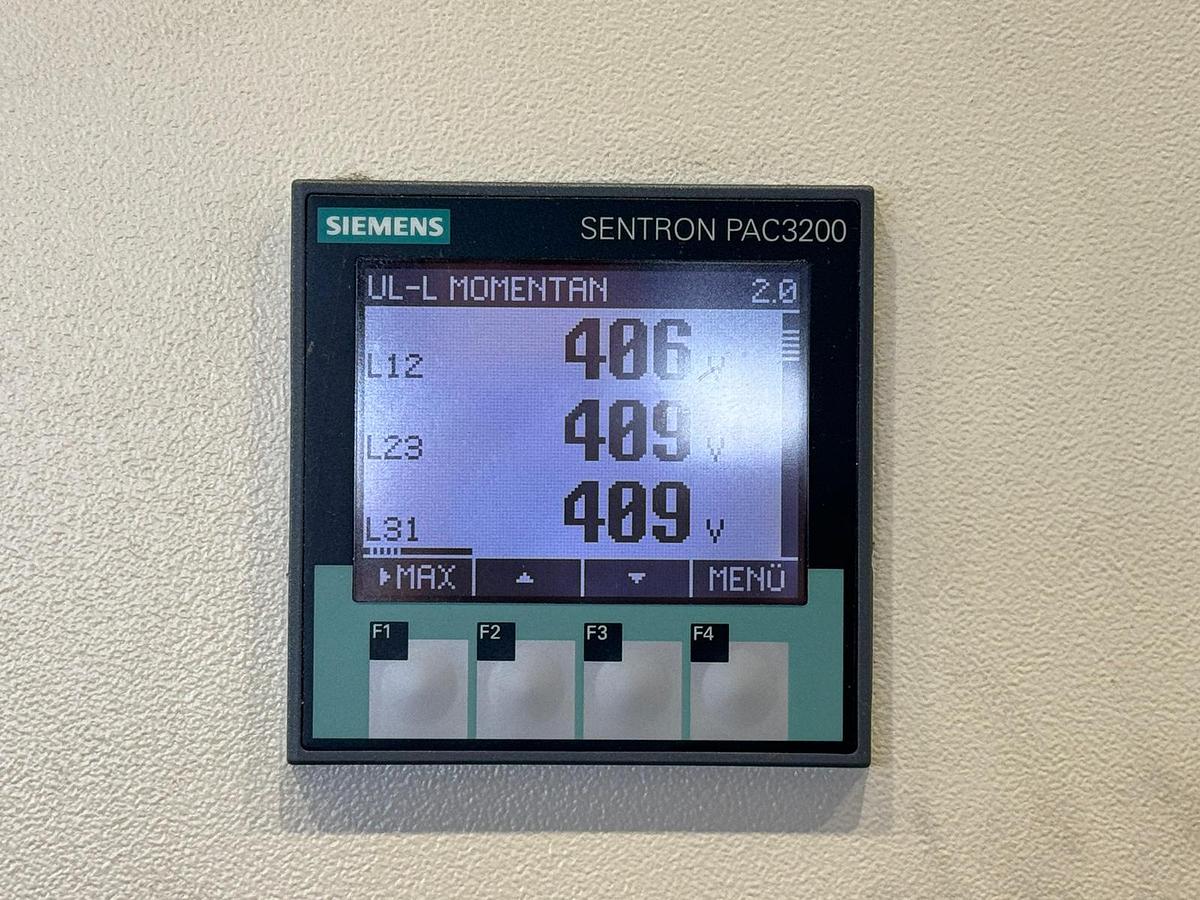 SIEMENS SENTRON PAC3200
UL-L MOMENTAN 2.0
L12 406 V
L23 409 V
L31 409 V
▸MAX ▲ ▼ MENÜ
F1 F2 F3 F4